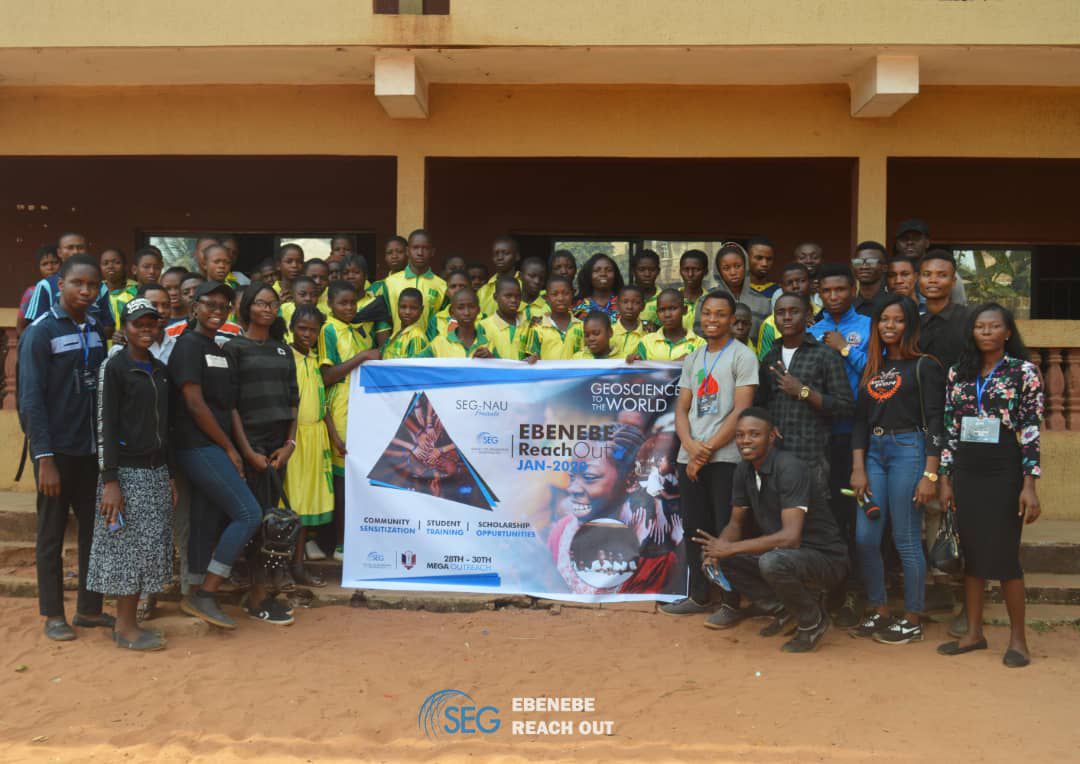 SEG-NAU
Presents
GEOSCIENCE
TO
THE WORLD
SEG
EBENEBE
ReachOut
JAN-2020
COMMUNITY
SENSITIZATION
STUDENT
TRAINING
SCHOLARSHIP
OPPURTUNITIES
28TH - 30TH
MEGA OUTREACH
SEG
EBENEBE
REACH OUT